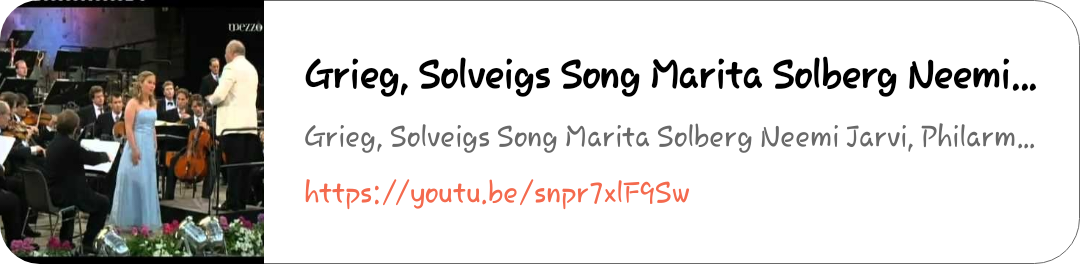 mezzo
Grieg, Solveigs Song Marita Solberg Neemi...
Grieg, Solveigs Song Marita Solberg Neemi Jarvi, Philarm...
https://youtu.be/snpr7xlF9Sw